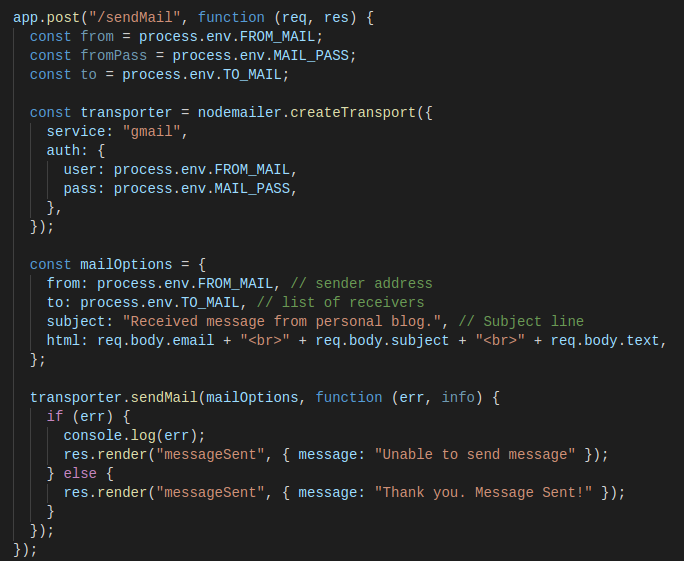 app.post("/sendMail", function (req, res) {
  const from = process.env.FROM_MAIL;
  const fromPass = process.env.MAIL_PASS;
  const to = process.env.TO_MAIL;

  const transporter = nodemailer.createTransport({
    service: "gmail",
    auth: {
      user: process.env.FROM_MAIL,
      pass: process.env.MAIL_PASS,
    },
  });

  const mailOptions = {
    from: process.env.FROM_MAIL, // sender address
    to: process.env.TO_MAIL, // list of receivers
    subject: "Received message from personal blog.", // Subject line
    html: req.body.email + "<br>" + req.body.subject + "<br>" + req.body.text,
  };

  transporter.sendMail(mailOptions, function (err, info) {
    if (err) {
      console.log(err);
      res.render("messageSent", { message: "Unable to send message" });
    } else {
      res.render("messageSent", { message: "Thank you. Message Sent!" });
    }
  });
});